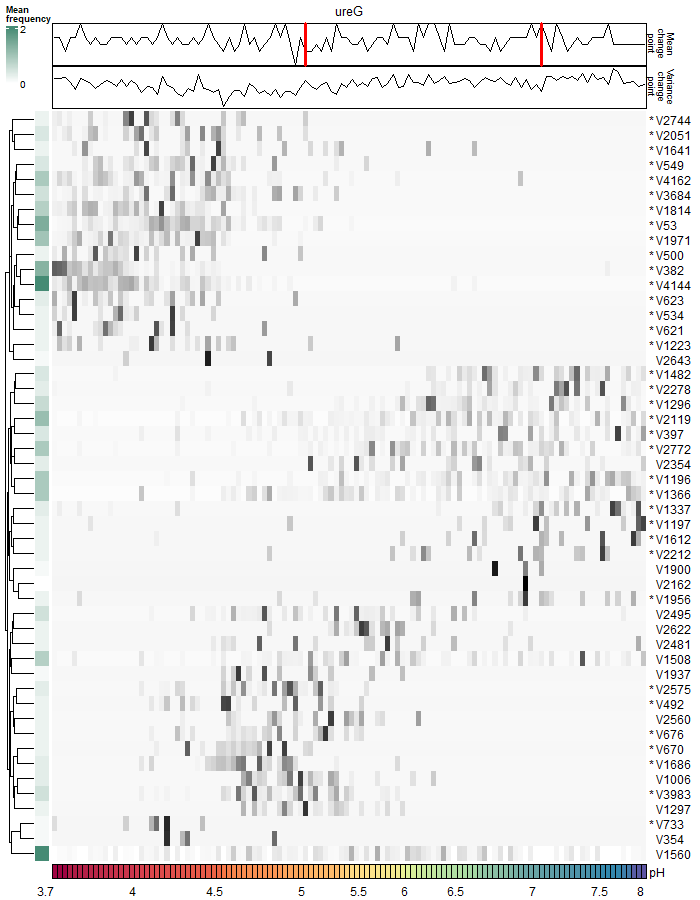 ureG
Mean
frequency
2
0
Mean
change
point
Variance
change
point
* V2744
* V2051
* V1641
* V549
* V4162
* V3684
* V1814
* V53
* V1971
* V500
* V382
* V4144
* V623
* V534
* V621
* V1223
V2643
* V1482
* V2278
* V1296
* V2119
* V397
* V2772
V2354
* V1196
* V1366
* V1337
* V1197
* V1612
* V2212
V1900
V2162
* V1956
V2495
V2622
V2481
V1508
V1937
* V2575
* V492
V2560
* V676
* V670
* V1686
V1006
* V3983
V1297
* V733
V354
V1560
pH
3.7 4 4.5 5 5.5 6 6.5 7 7.5 8